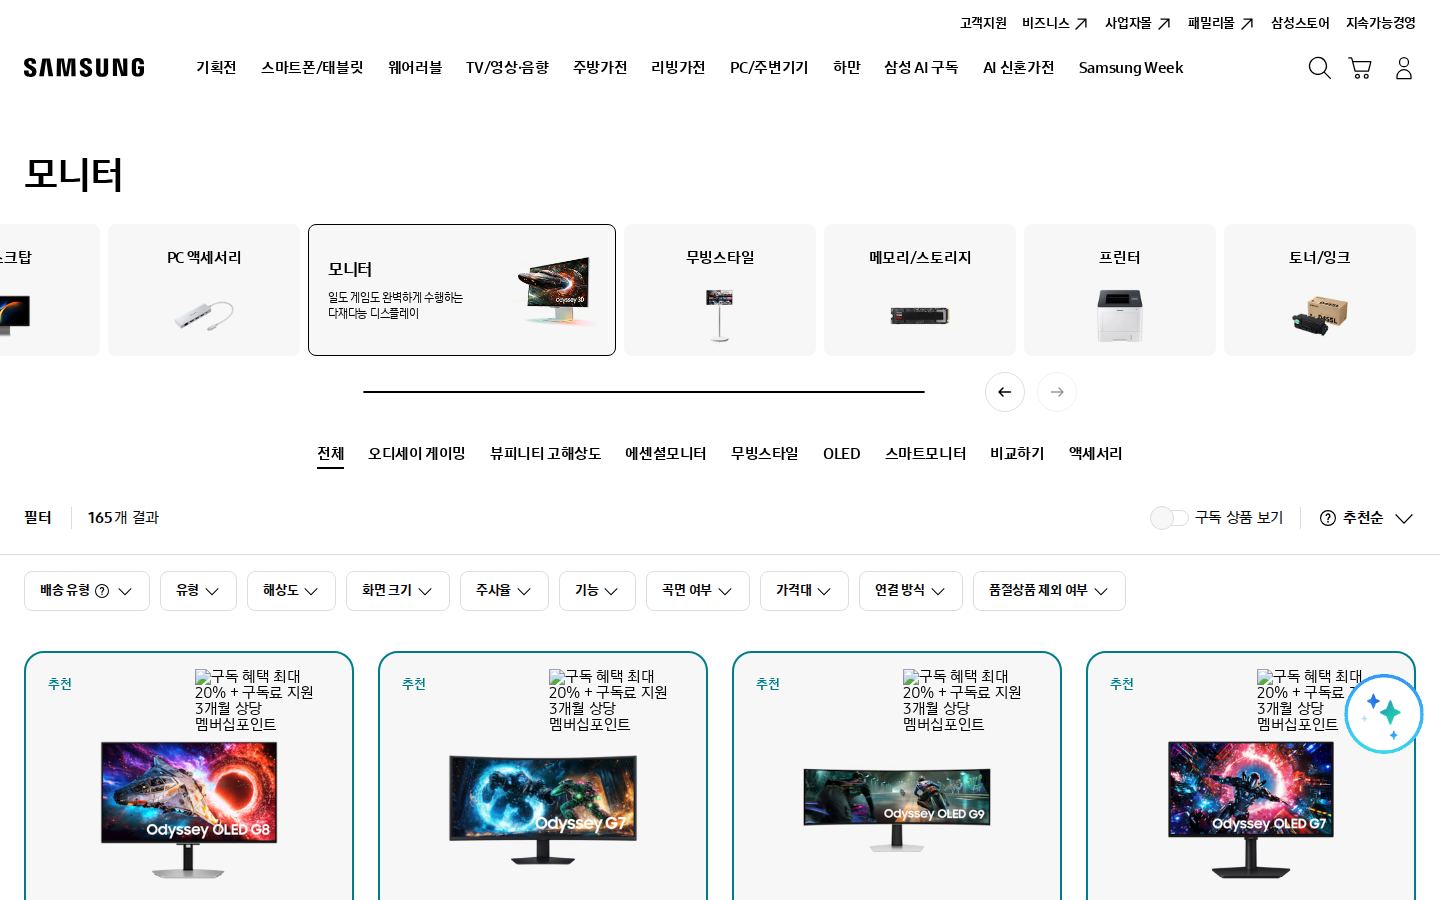 고객지원 비즈니스 사업자몰 패밀리몰 삼성스토어 지속가능경영
SAMSUNG 기획전 스마트폰/태블릿 웨어러블 TV/영상·음향 주방가전 리빙가전 PC/주변기기 하만 삼성 AI 구독 AI 신혼가전 Samsung Week
모니터
스크탑 PC 액세서리 모니터 무빙스타일 메모리/스토리지 프린터 토너/잉크
일도 게임도 완벽하게 수행하는
다재다능 디스플레이
Odyssey 3D
전체 오디세이 게이밍 뷰피니티 고해상도 에센셜모니터 무빙스타일 OLED 스마트모니터 비교하기 액세서리
필터 165개 결과 구독 상품 보기 추천순
배송 유형 유형 해상도 화면 크기 주사율 기능 곡면 여부 가격대 연결 방식 품절상품 제외 여부
추천
구독 혜택 최대
20% + 구독료 지원
3개월 상당
멤버십포인트
Odyssey OLED G8
추천
구독 혜택 최대
20% + 구독료 지원
3개월 상당
멤버십포인트
Odyssey G7
추천
구독 혜택 최대
20% + 구독료 지원
3개월 상당
멤버십포인트
Odyssey OLED G9
추천
구독 혜택 최대
20% + 구독료 지
3개월 상당
멤버십포인트
Odyssey OLED G7